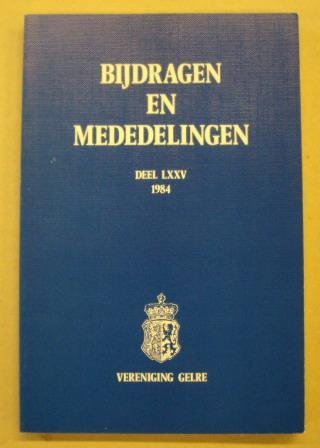 BIJDRAGEN
EN
MEDEDELINGEN
DEEL LXXV
1984
VERENIGING GELRE